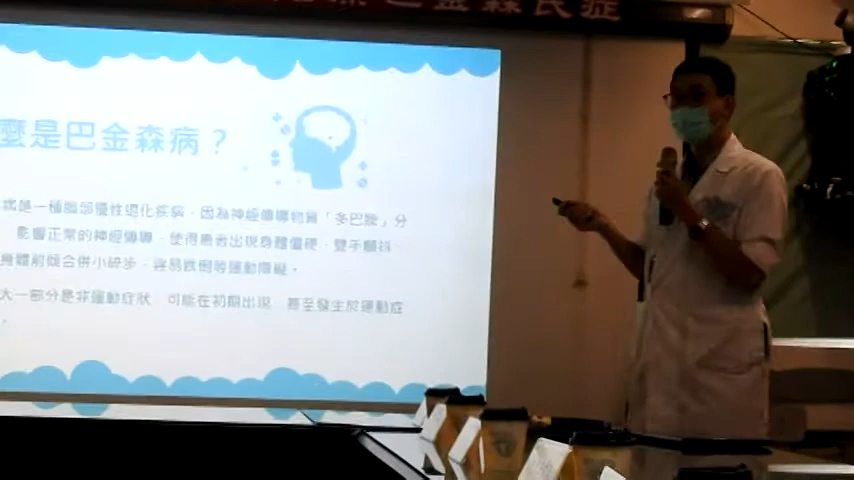 巴金森氏症
麼是巴金森病？
病是一種腦部慢性退化疾病，因為神經傳導物質「多巴胺」分
影響正常的神經傳導，使得患者出現身體僵硬、雙手顫抖
身體前傾合併小碎步、容易跌倒等運動障礙。
大一部分是非運動症狀，可能在初期出現，甚至發生於運動症